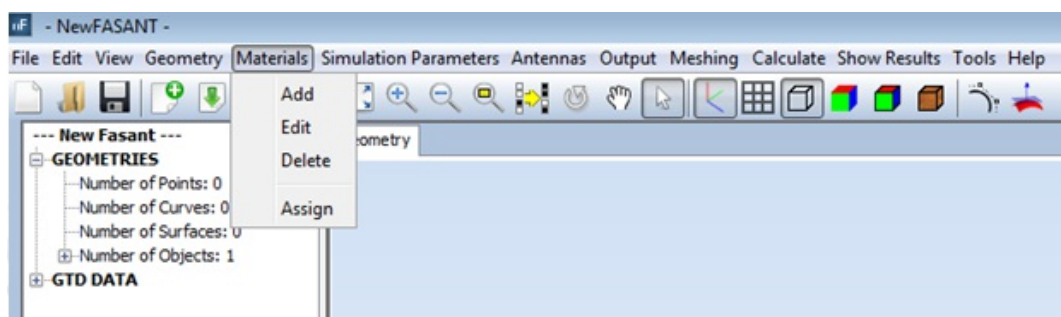 nF - NewFASANT -
File Edit View Geometry Materials Simulation Parameters Antennas Output Meshing Calculate Show Results Tools Help
Add
Edit
Delete
Assign
--- New Fasant ---
GEOMETRIES
Number of Points: 0
Number of Curves: 0
Number of Surfaces: 0
Number of Objects: 1
GTD DATA
eometry